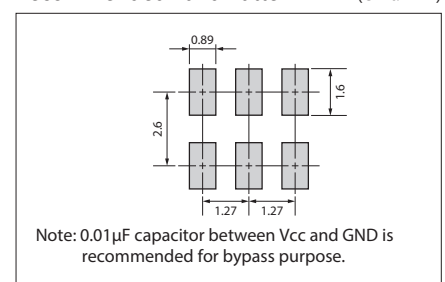 0.89
1.6
2.6
1.27 1.27
Note: 0.01µF capacitor between Vcc and GND is
recommended for bypass purpose.